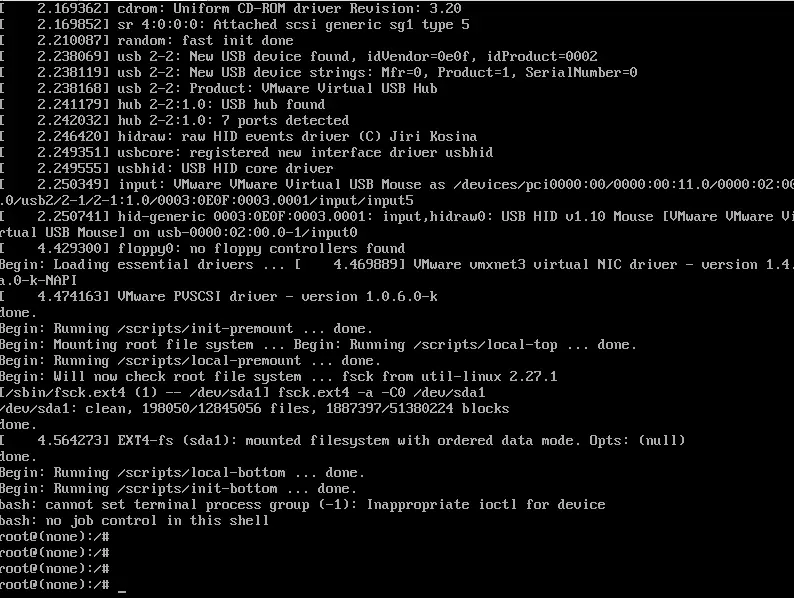 [    2.169362] cdrom: Uniform CD-ROM driver Revision: 3.20
[    2.169852] sr 4:0:0:0: Attached scsi generic sg1 type 5
[    2.210087] random: fast init done
[    2.238069] usb 2-2: New USB device found, idVendor=0e0f, idProduct=0002
[    2.238119] usb 2-2: New USB device strings: Mfr=0, Product=1, SerialNumber=0
[    2.238168] usb 2-2: Product: VMware Virtual USB Hub
[    2.241179] hub 2-2:1.0: USB hub found
[    2.242032] hub 2-2:1.0: 7 ports detected
[    2.246420] hidraw: raw HID events driver (C) Jiri Kosina
[    2.249351] usbcore: registered new interface driver usbhid
[    2.249555] usbhid: USB HID core driver
[    2.250349] input: VMware VMware Virtual USB Mouse as /devices/pci0000:00/0000:00:11.0/0000:02:00
.0/usb2/2-1/2-1:1.0/0003:0E0F:0003.0001/input/input5
[    2.250741] hid-generic 0003:0E0F:0003.0001: input,hidraw0: USB HID v1.10 Mouse [VMware VMware Vi
rtual USB Mouse] on usb-0000:02:00.0-1/input0
[    4.429300] floppy0: no floppy controllers found
Begin: Loading essential drivers ... [    4.469889] VMware vmxnet3 virtual NIC driver - version 1.4.
a.0-k-NAPI
[    4.474163] VMware PVSCSI driver - version 1.0.6.0-k
done.
Begin: Running /scripts/init-premount ... done.
Begin: Mounting root file system ... Begin: Running /scripts/local-top ... done.
Begin: Running /scripts/local-premount ... done.
Begin: Will now check root file system ... fsck from util-linux 2.27.1
[/sbin/fsck.ext4 (1) -- /dev/sda1] fsck.ext4 -a -C0 /dev/sda1
/dev/sda1: clean, 198050/12845056 files, 1887397/51380224 blocks
done.
[    4.564273] EXT4-fs (sda1): mounted filesystem with ordered data mode. Opts: (null)
done.
Begin: Running /scripts/local-bottom ... done.
Begin: Running /scripts/init-bottom ... done.
bash: cannot set terminal process group (-1): Inappropriate ioctl for device
bash: no job control in this shell
root@(none):/#
root@(none):/#
root@(none):/#
root@(none):/# _